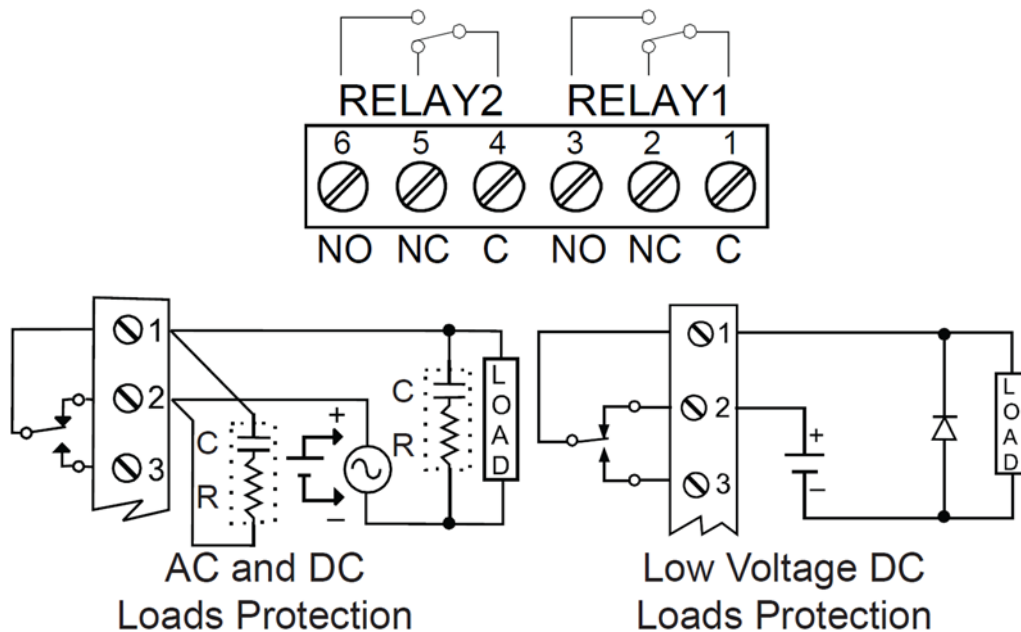 RELAY2 RELAY1
6 5 4 3 2 1
NO NC C NO NC C
1
2
3
C
R
+
−
C
R
LOAD
AC and DC
Loads Protection
1
2
3
+
−
LOAD
Low Voltage DC
Loads Protection